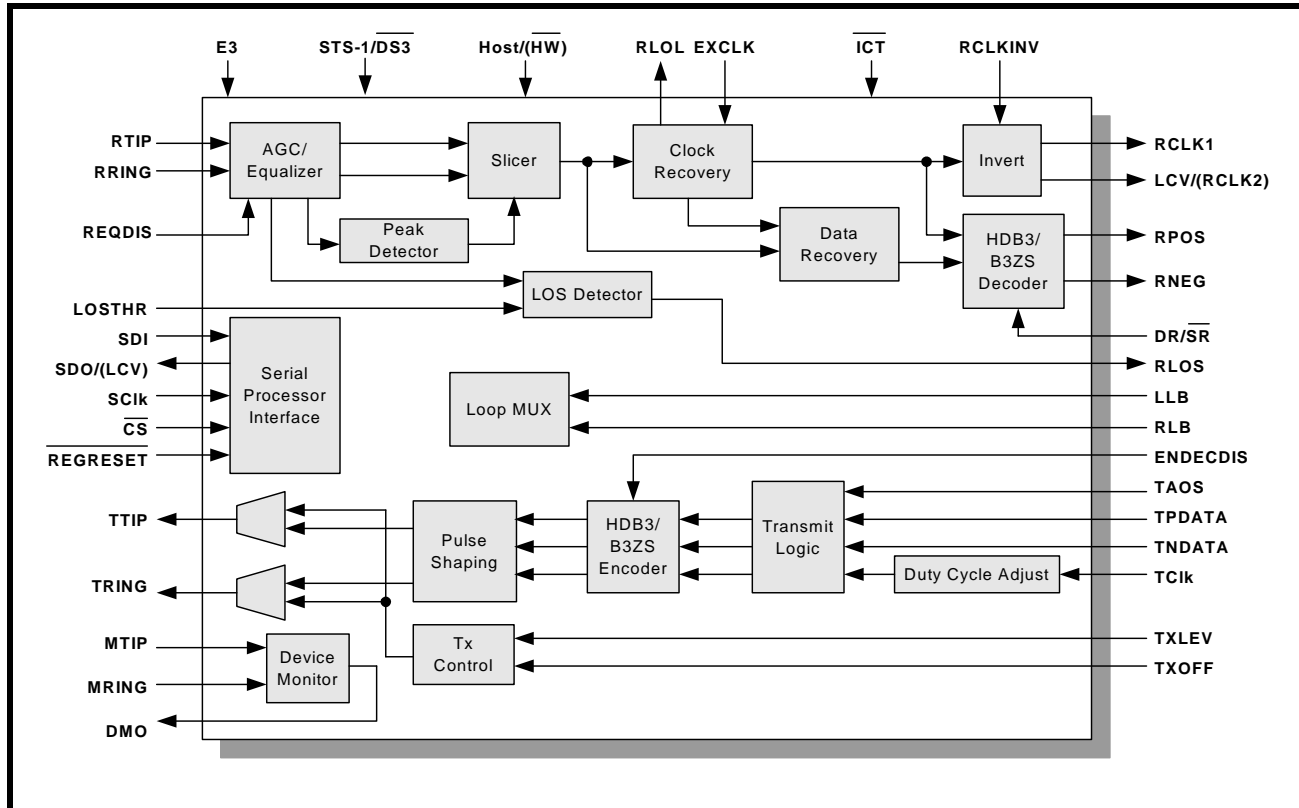 E3
STS-1/DS3
Host/(HW)
RLOL
EXCLK
ICT
RCLKINV
RTIP
RRING
REQDIS
LOSTHR
SDI
SDO/(LCV)
SClk
CS
REGRESET
TTIP
TRING
MTIP
MRING
DMO
AGC/
Equalizer
Peak
Detector
Slicer
LOS Detector
Clock
Recovery
Data
Recovery
Invert
HDB3/
B3ZS
Decoder
Serial
Processor
Interface
Loop MUX
Pulse
Shaping
HDB3/
B3ZS
Encoder
Transmit
Logic
Duty Cycle Adjust
Tx
Control
Device
Monitor
RCLK1
LCV/(RCLK2)
RPOS
RNEG
DR/SR
RLOS
LLB
RLB
ENDECDIS
TAOS
TPDATA
TNDATA
TClk
TXLEV
TXOFF